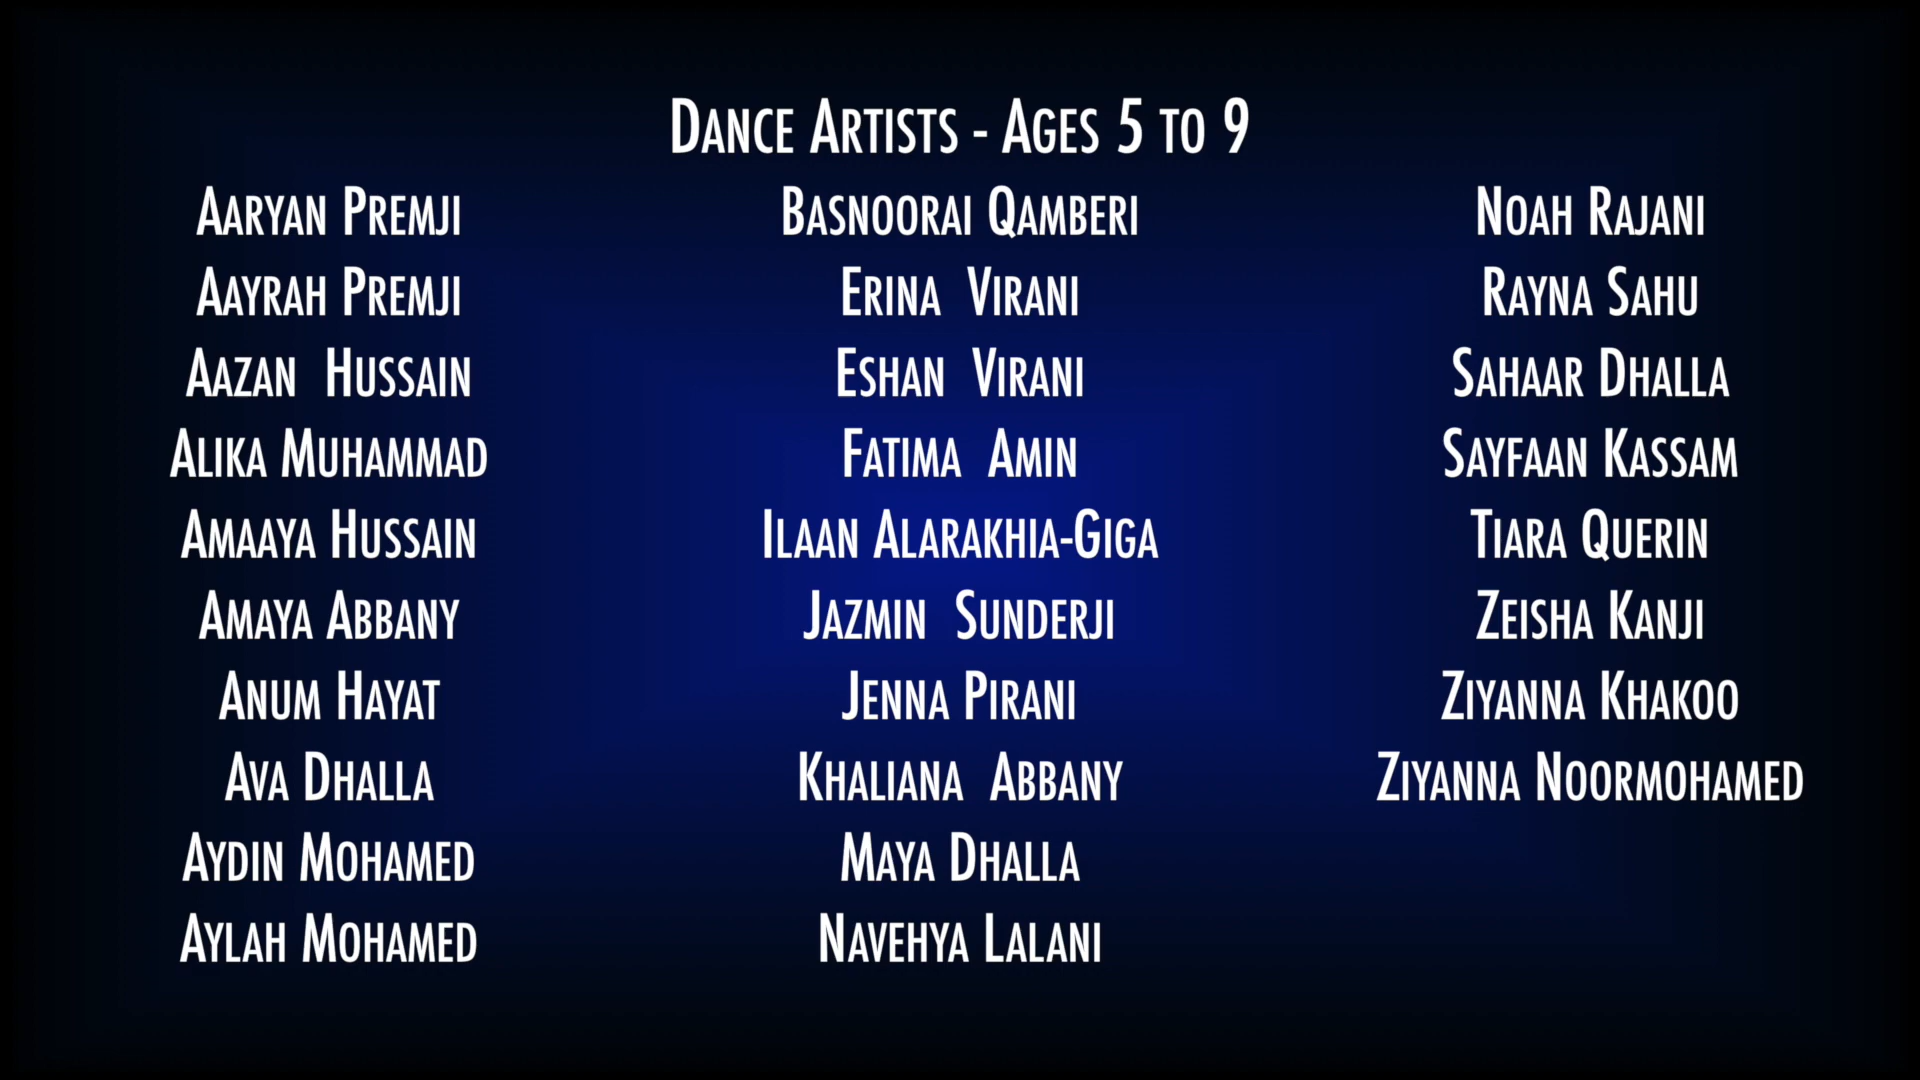 Dance Artists - Ages 5 to 9
Aaryan Premji
Aayrah Premji
Aazan Hussain
Alika Muhammad
Amaaya Hussain
Amaya Abbany
Anum Hayat
Ava Dhalla
Aydin Mohamed
Aylah Mohamed
Basnoorai Qamberi
Erina Virani
Eshan Virani
Fatima Amin
Ilaan Alarakhia-Giga
Jazmin Sunderji
Jenna Pirani
Khaliana Abbany
Maya Dhalla
Navehya Lalani
Noah Rajani
Rayna Sahu
Sahaar Dhalla
Sayfaan Kassam
Tiara Querin
Zeisha Kanji
Ziyanna Khakoo
Ziyanna Noormohamed